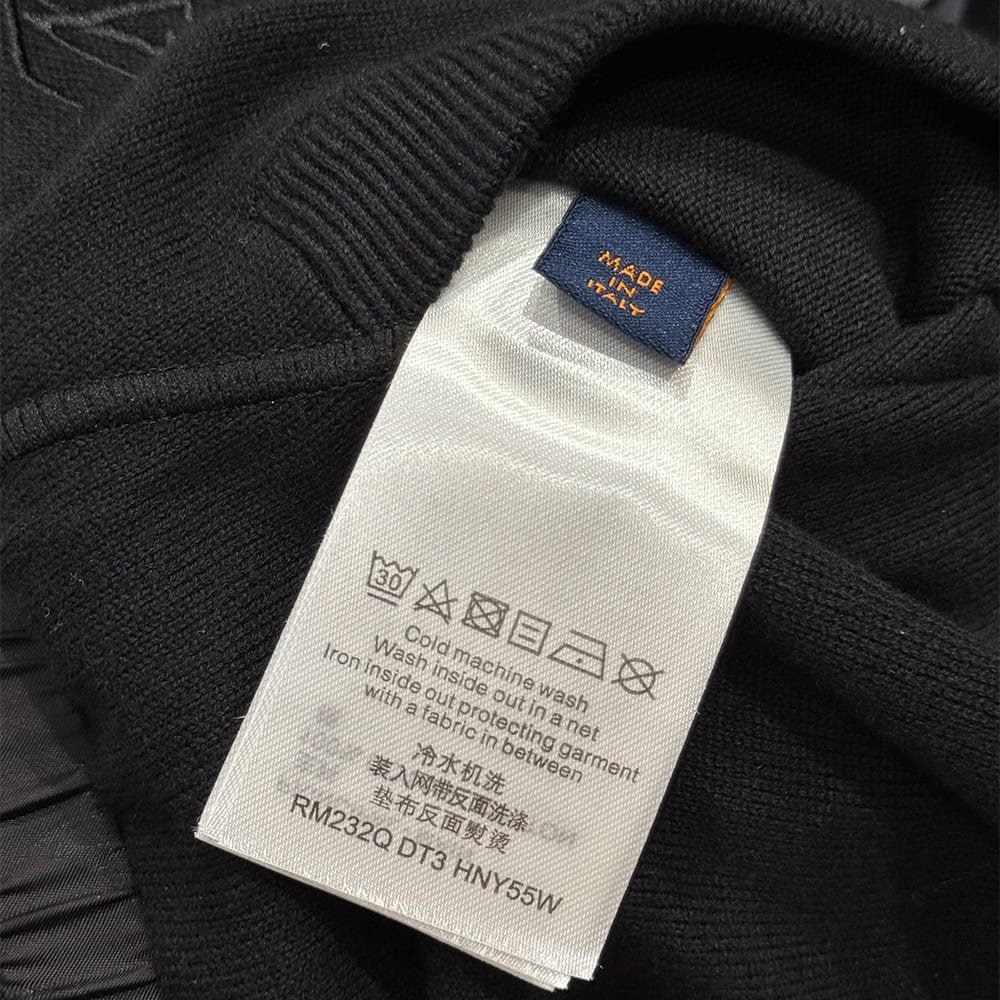 MADE
IN
ITALY
30
Cold machine wash
Wash inside out in a net
Iron inside out protecting garment
with a fabric in between
冷水机洗
装入网带反面洗涤
垫布反面熨烫
RM232Q DT3 HNY55W